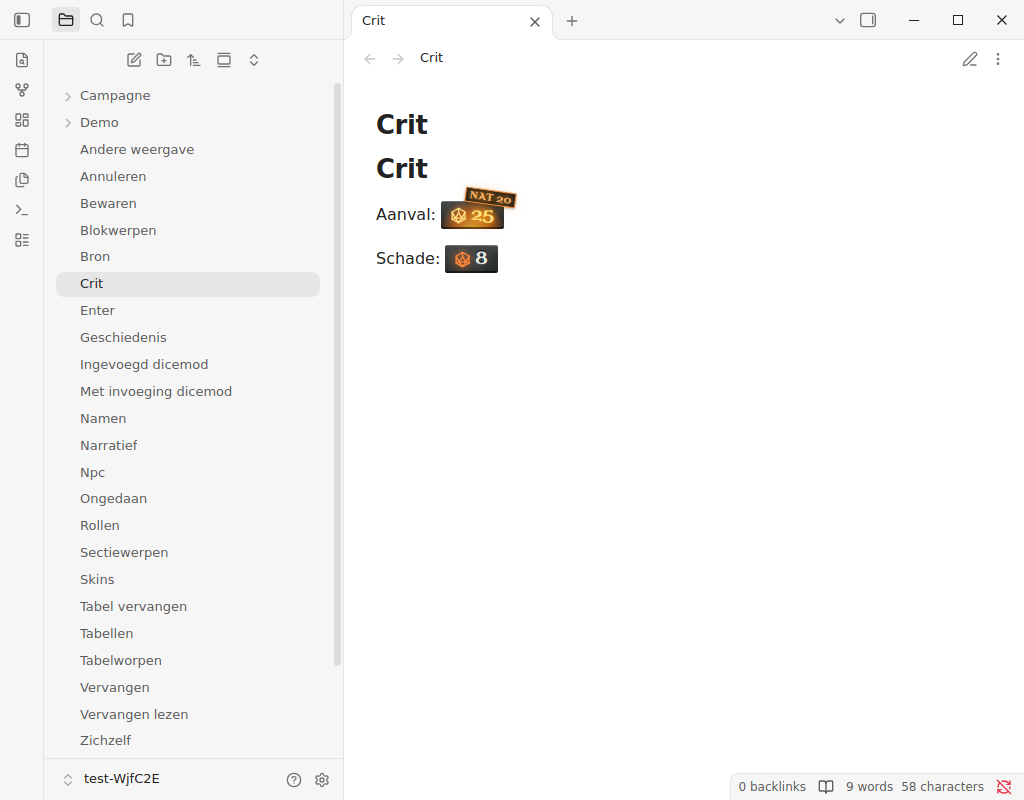 Crit
Crit
Campagne
Demo
Andere weergave
Annuleren
Bewaren
Blokwerpen
Bron
Crit
Enter
Geschiedenis
Ingevoegd dicemod
Met invoeging dicemod
Namen
Narratief
Npc
Ongedaan
Rollen
Sectiewerpen
Skins
Tabel vervangen
Tabellen
Tabelworpen
Vervangen
Vervangen lezen
Zichzelf
test-WjfC2E
Crit
Crit
NAT 20
Aanval: 25
Schade: 8
0 backlinks 9 words 58 characters